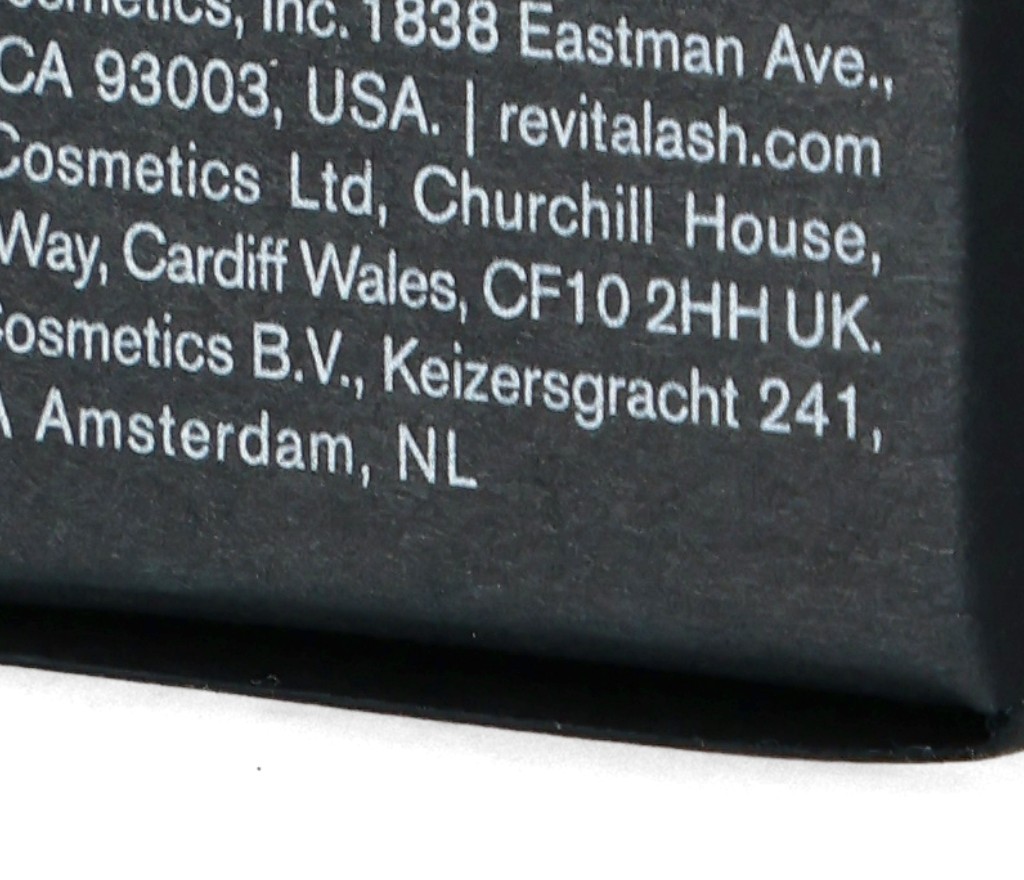 Inc. 1838 Eastman Ave.,
CA 93003, USA. | revitalash.com
Cosmetics Ltd, Churchill House,
Way, Cardiff Wales, CF10 2HH UK.
Cosmetics B.V., Keizersgracht 241,
Amsterdam, NL